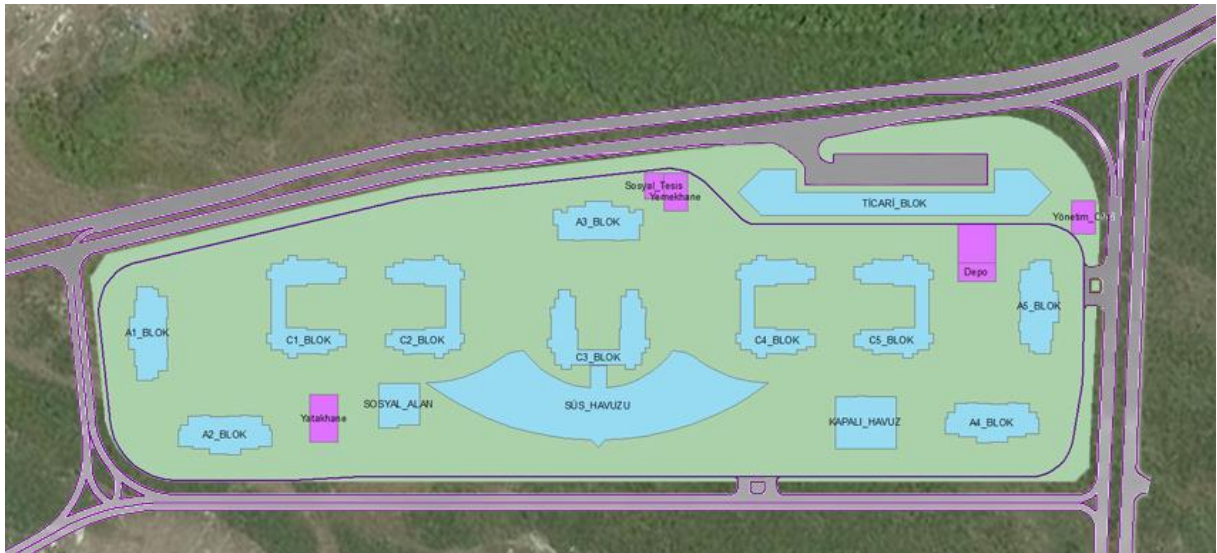 Sosyal_Tesis
Yemekhane
TİCARİ_BLOK
A3_BLOK
Depo
A1_BLOK
C1_BLOK
C2_BLOK
C3_BLOK
C4_BLOK
C5_BLOK
A5_BLOK
SOSYAL_ALAN
SÜS_HAVUZU
Yatakhane
KAPALI_HAVUZ
A2_BLOK
A4_BLOK